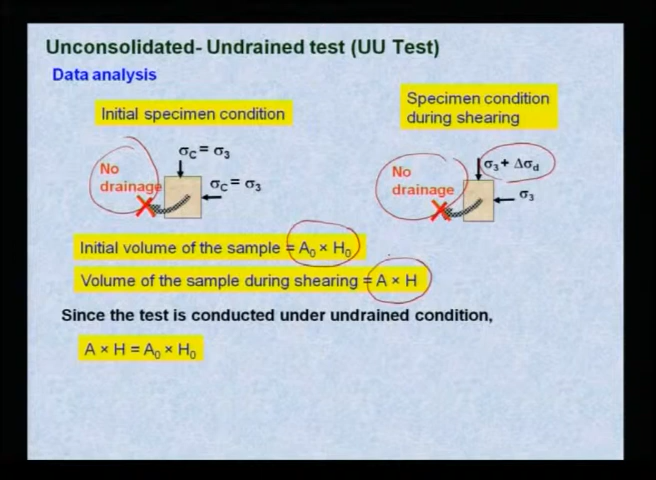 Unconsolidated- Undrained test (UU Test)
Data analysis
Initial specimen condition
Specimen condition
during shearing
σC = σ3
No
drainage
σC = σ3
σ3 + Δσd
No
drainage
σ3
Initial volume of the sample = A0 × H0
Volume of the sample during shearing = A × H
Since the test is conducted under undrained condition,
A × H = A0 × H0